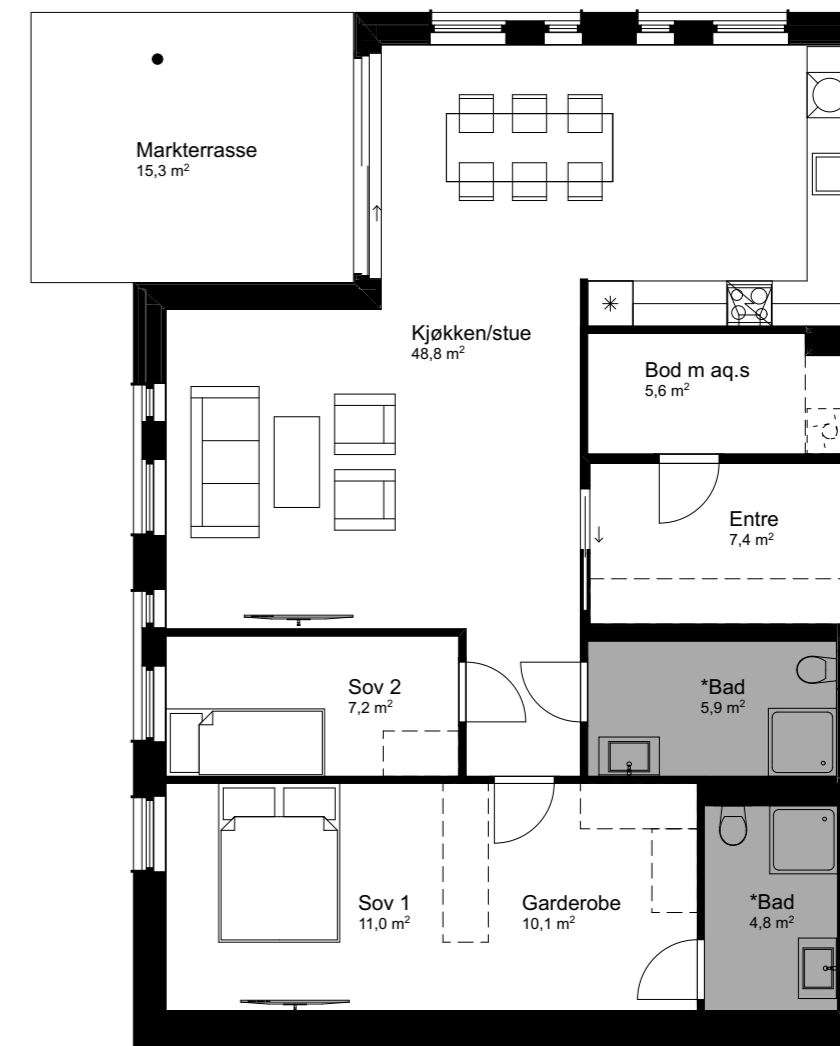 Markterrasse
15,3 m²
Kjøkken/stue
48,8 m²
Bod m aq.s
5,6 m²
Entre
7,4 m²
Sov 2
7,2 m²
*Bad
5,9 m²
Sov 1
11,0 m²
Garderobe
10,1 m²
*Bad
4,8 m²